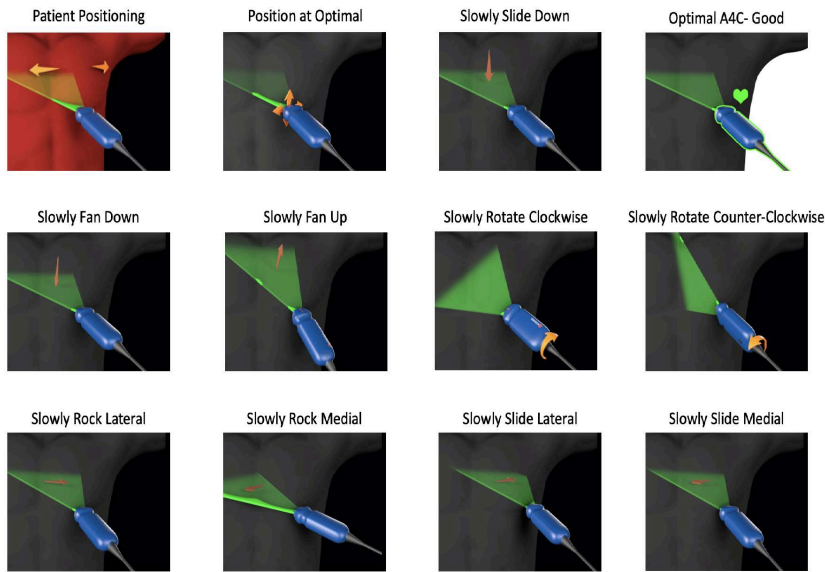 Patient Positioning
Position at Optimal
Slowly Slide Down
Optimal A4C- Good
Slowly Fan Down
Slowly Fan Up
Slowly Rotate Clockwise
Slowly Rotate Counter-Clockwise
Slowly Rock Lateral
Slowly Rock Medial
Slowly Slide Lateral
Slowly Slide Medial